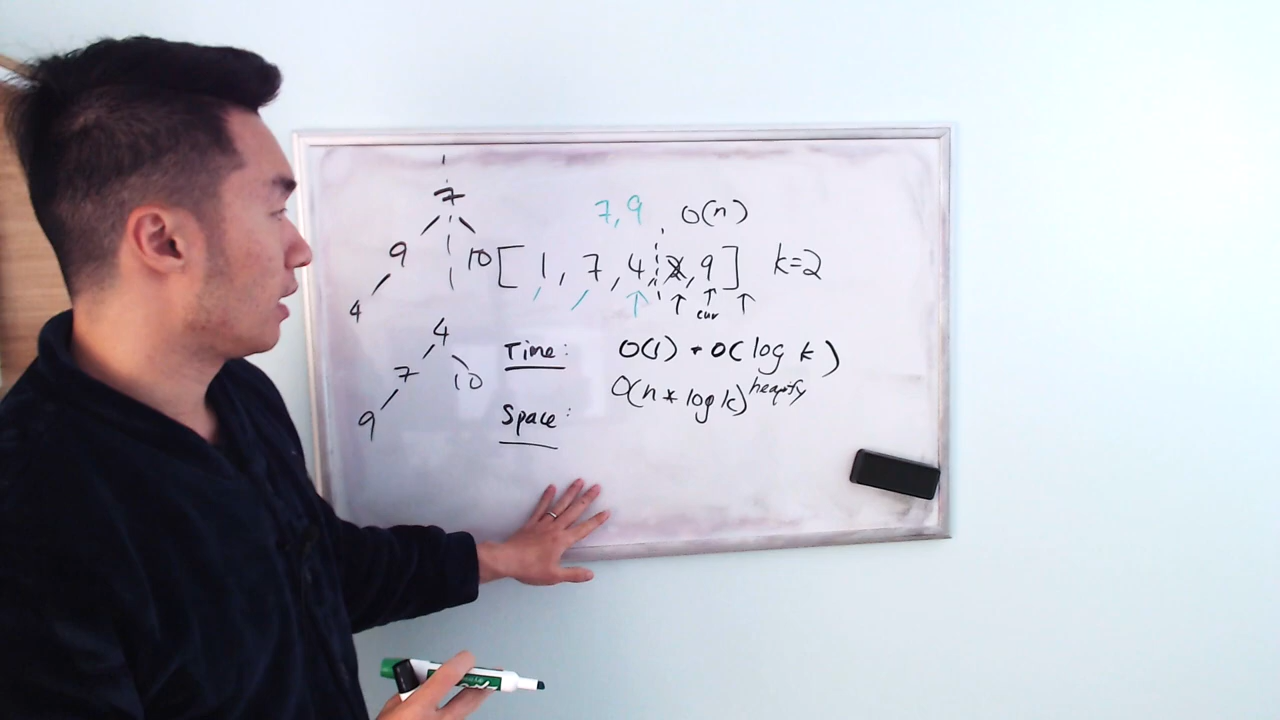 7
9 10
4
4
7 10
9
7,9 O(n)
[ 1, 7, 4, 2, 9 ] k=2
cur
Time: O(1) + O(log k)
O(n * log k) heapify
Space: